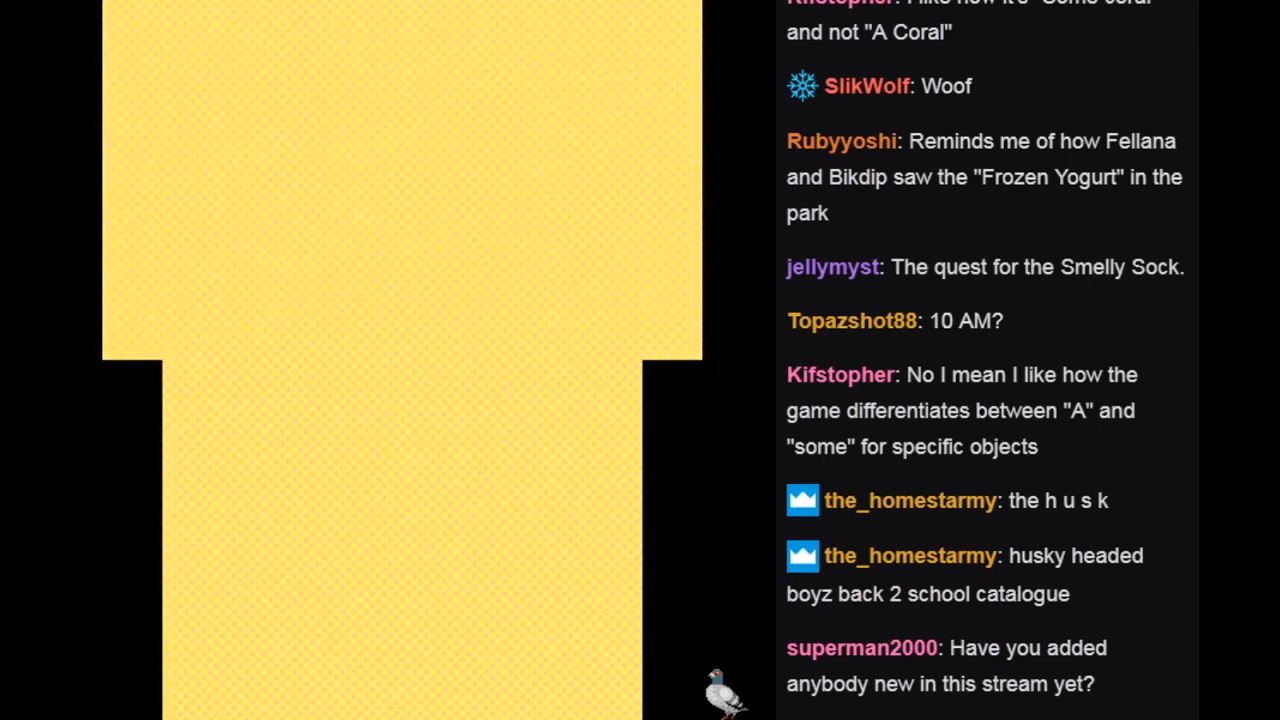 and not "A Coral"
SlikWolf: Woof
Rubyyoshi: Reminds me of how Fellana
and Bikdip saw the "Frozen Yogurt" in the
park
jellymyst: The quest for the Smelly Sock.
Topazshot88: 10 AM?
Kifstopher: No I mean I like how the
game differentiates between "A" and
"some" for specific objects
the_homestarmy: the h u s k
the_homestarmy: husky headed
boyz back 2 school catalogue
superman2000: Have you added
anybody new in this stream yet?